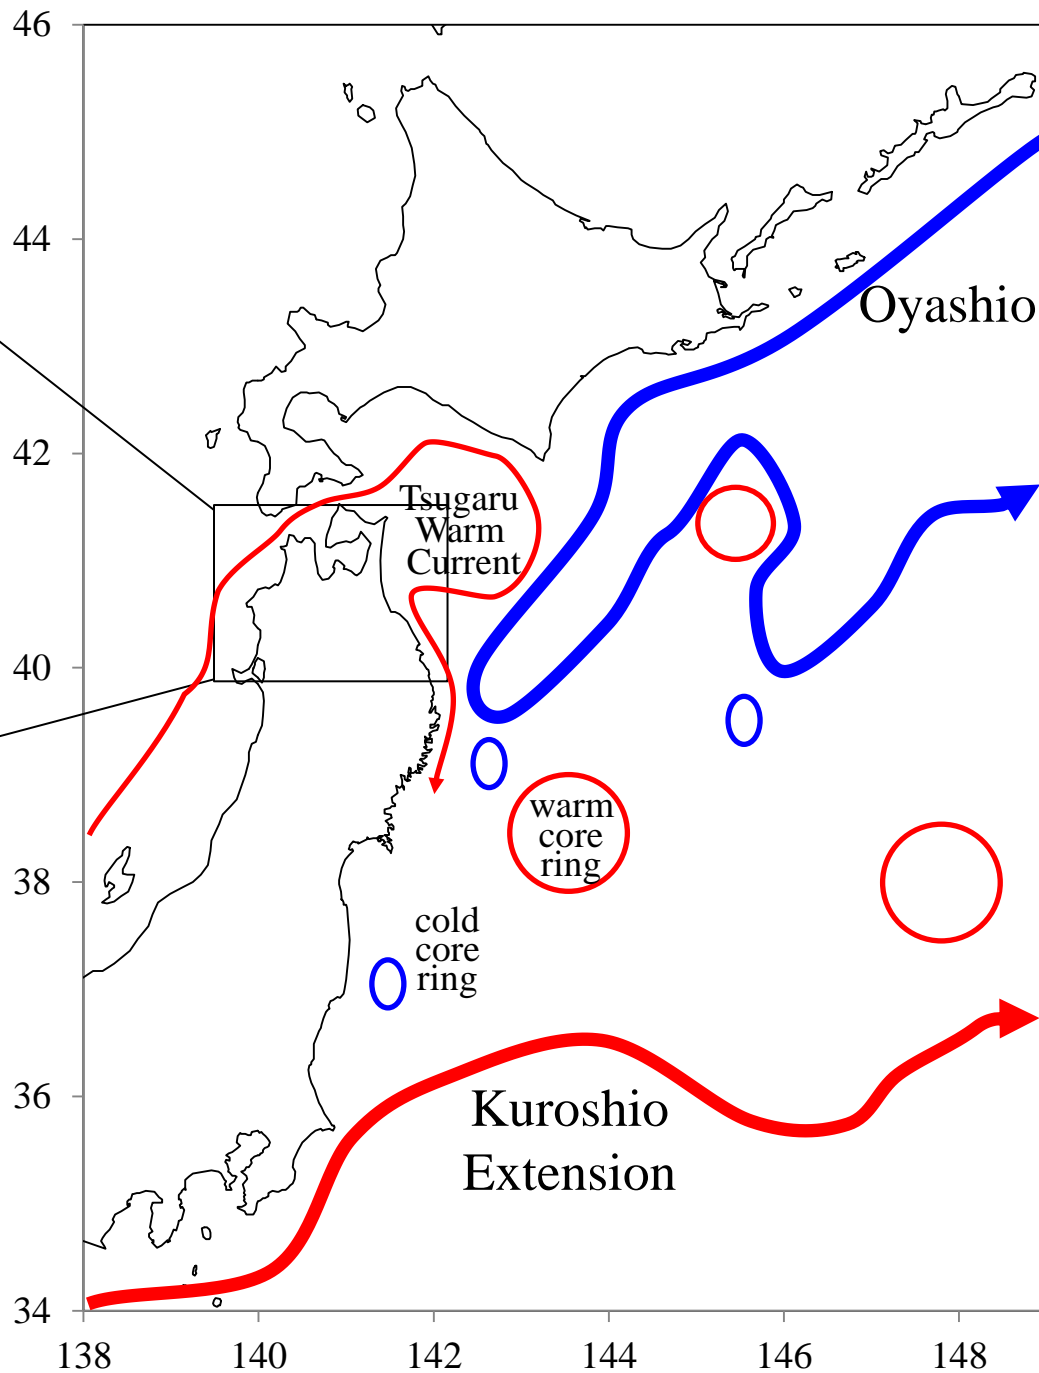 46
44
Oyashio
42
Tsugaru
Warm
Current
40
warm
core
ring
38
cold
core
ring
36
Kuroshio
Extension
34
138 140 142 144 146 148